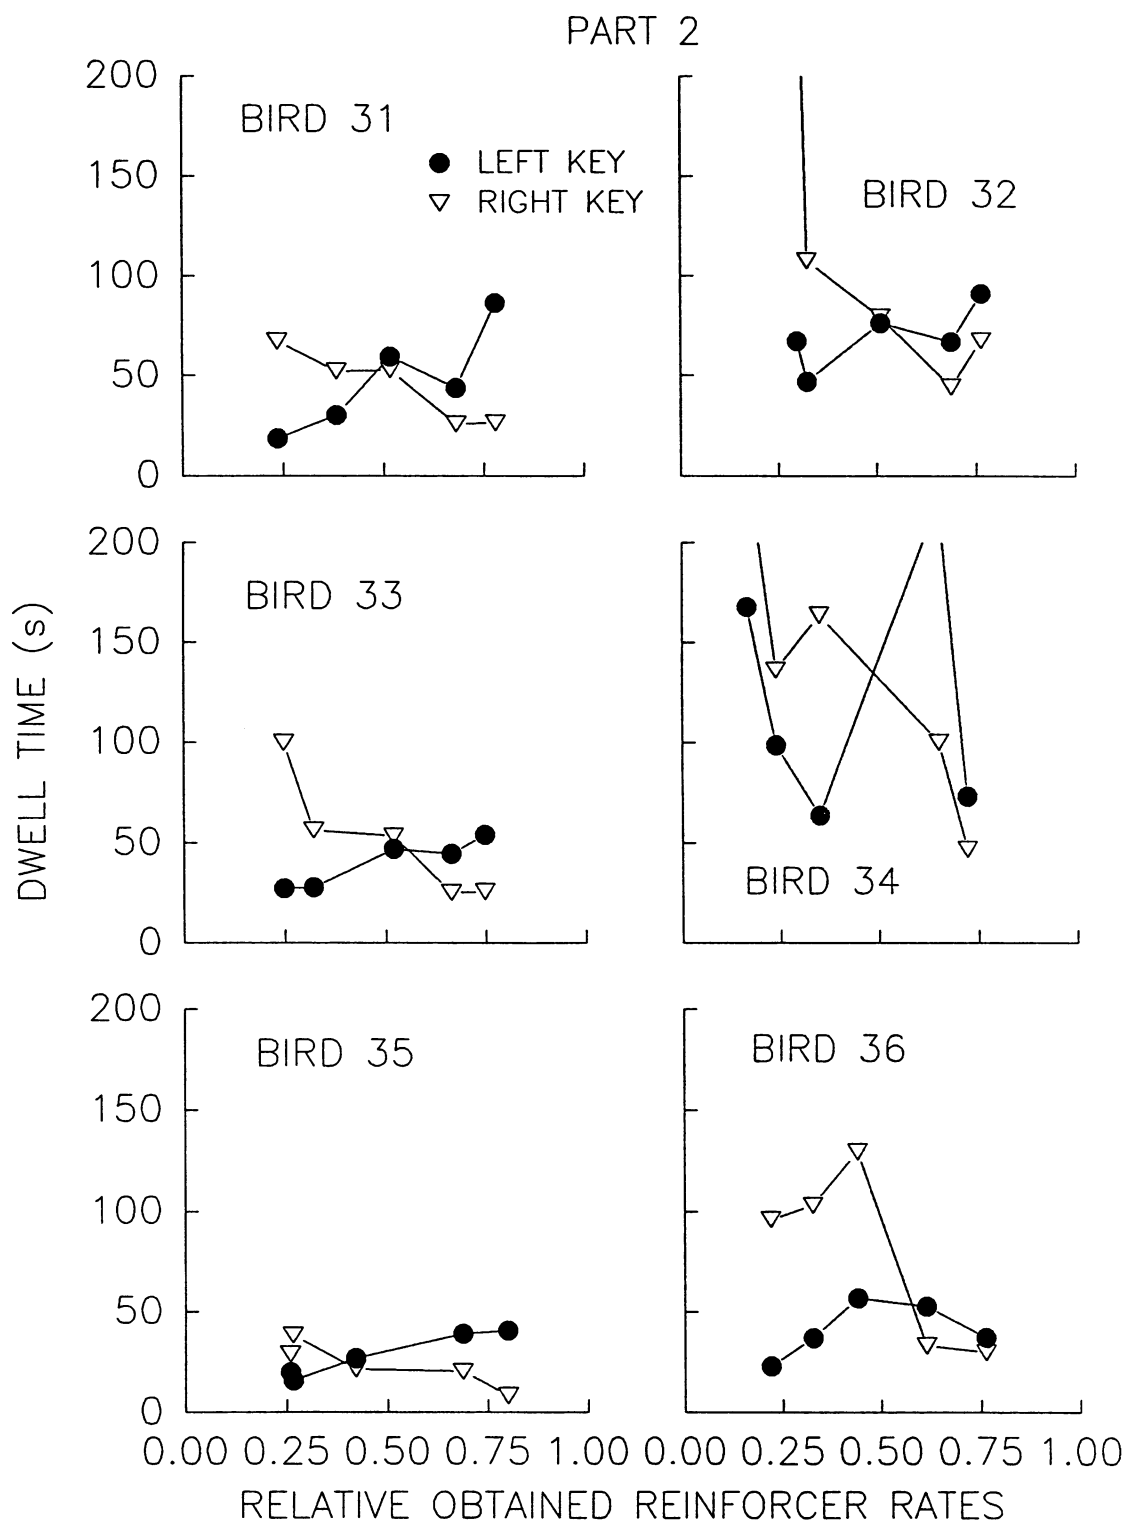 PART 2
200
150
100
50
0
BIRD 31
LEFT KEY
RIGHT KEY
BIRD 32
DWELL TIME (s)
200
150
100
50
0
BIRD 33
BIRD 34
200
150
100
50
0
BIRD 35
BIRD 36
0.00 0.25 0.50 0.75 1.00 0.00 0.25 0.50 0.75 1.00
RELATIVE OBTAINED REINFORCER RATES